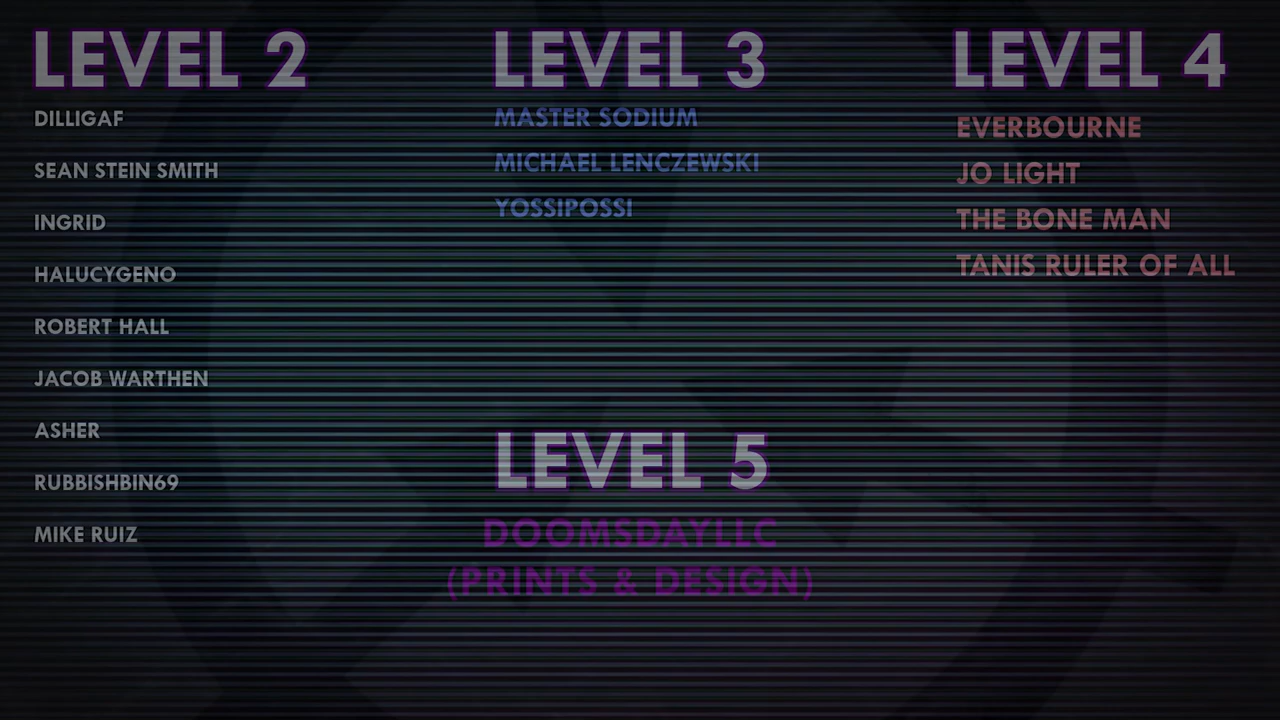 LEVEL 2
DILLIGAF
SEAN STEIN SMITH
INGRID
HALUCYGENO
ROBERT HALL
JACOB WARTHEN
ASHER
RUBBISHBIN69
MIKE RUIZ
LEVEL 3
MASTER SODIUM
MICHAEL LENCZEWSKI
YOSSIPOSSI
LEVEL 4
EVERBOURNE
JO LIGHT
THE BONE MAN
TANIS RULER OF ALL
LEVEL 5
DOOMSDAYLLC
(PRINTS & DESIGN)